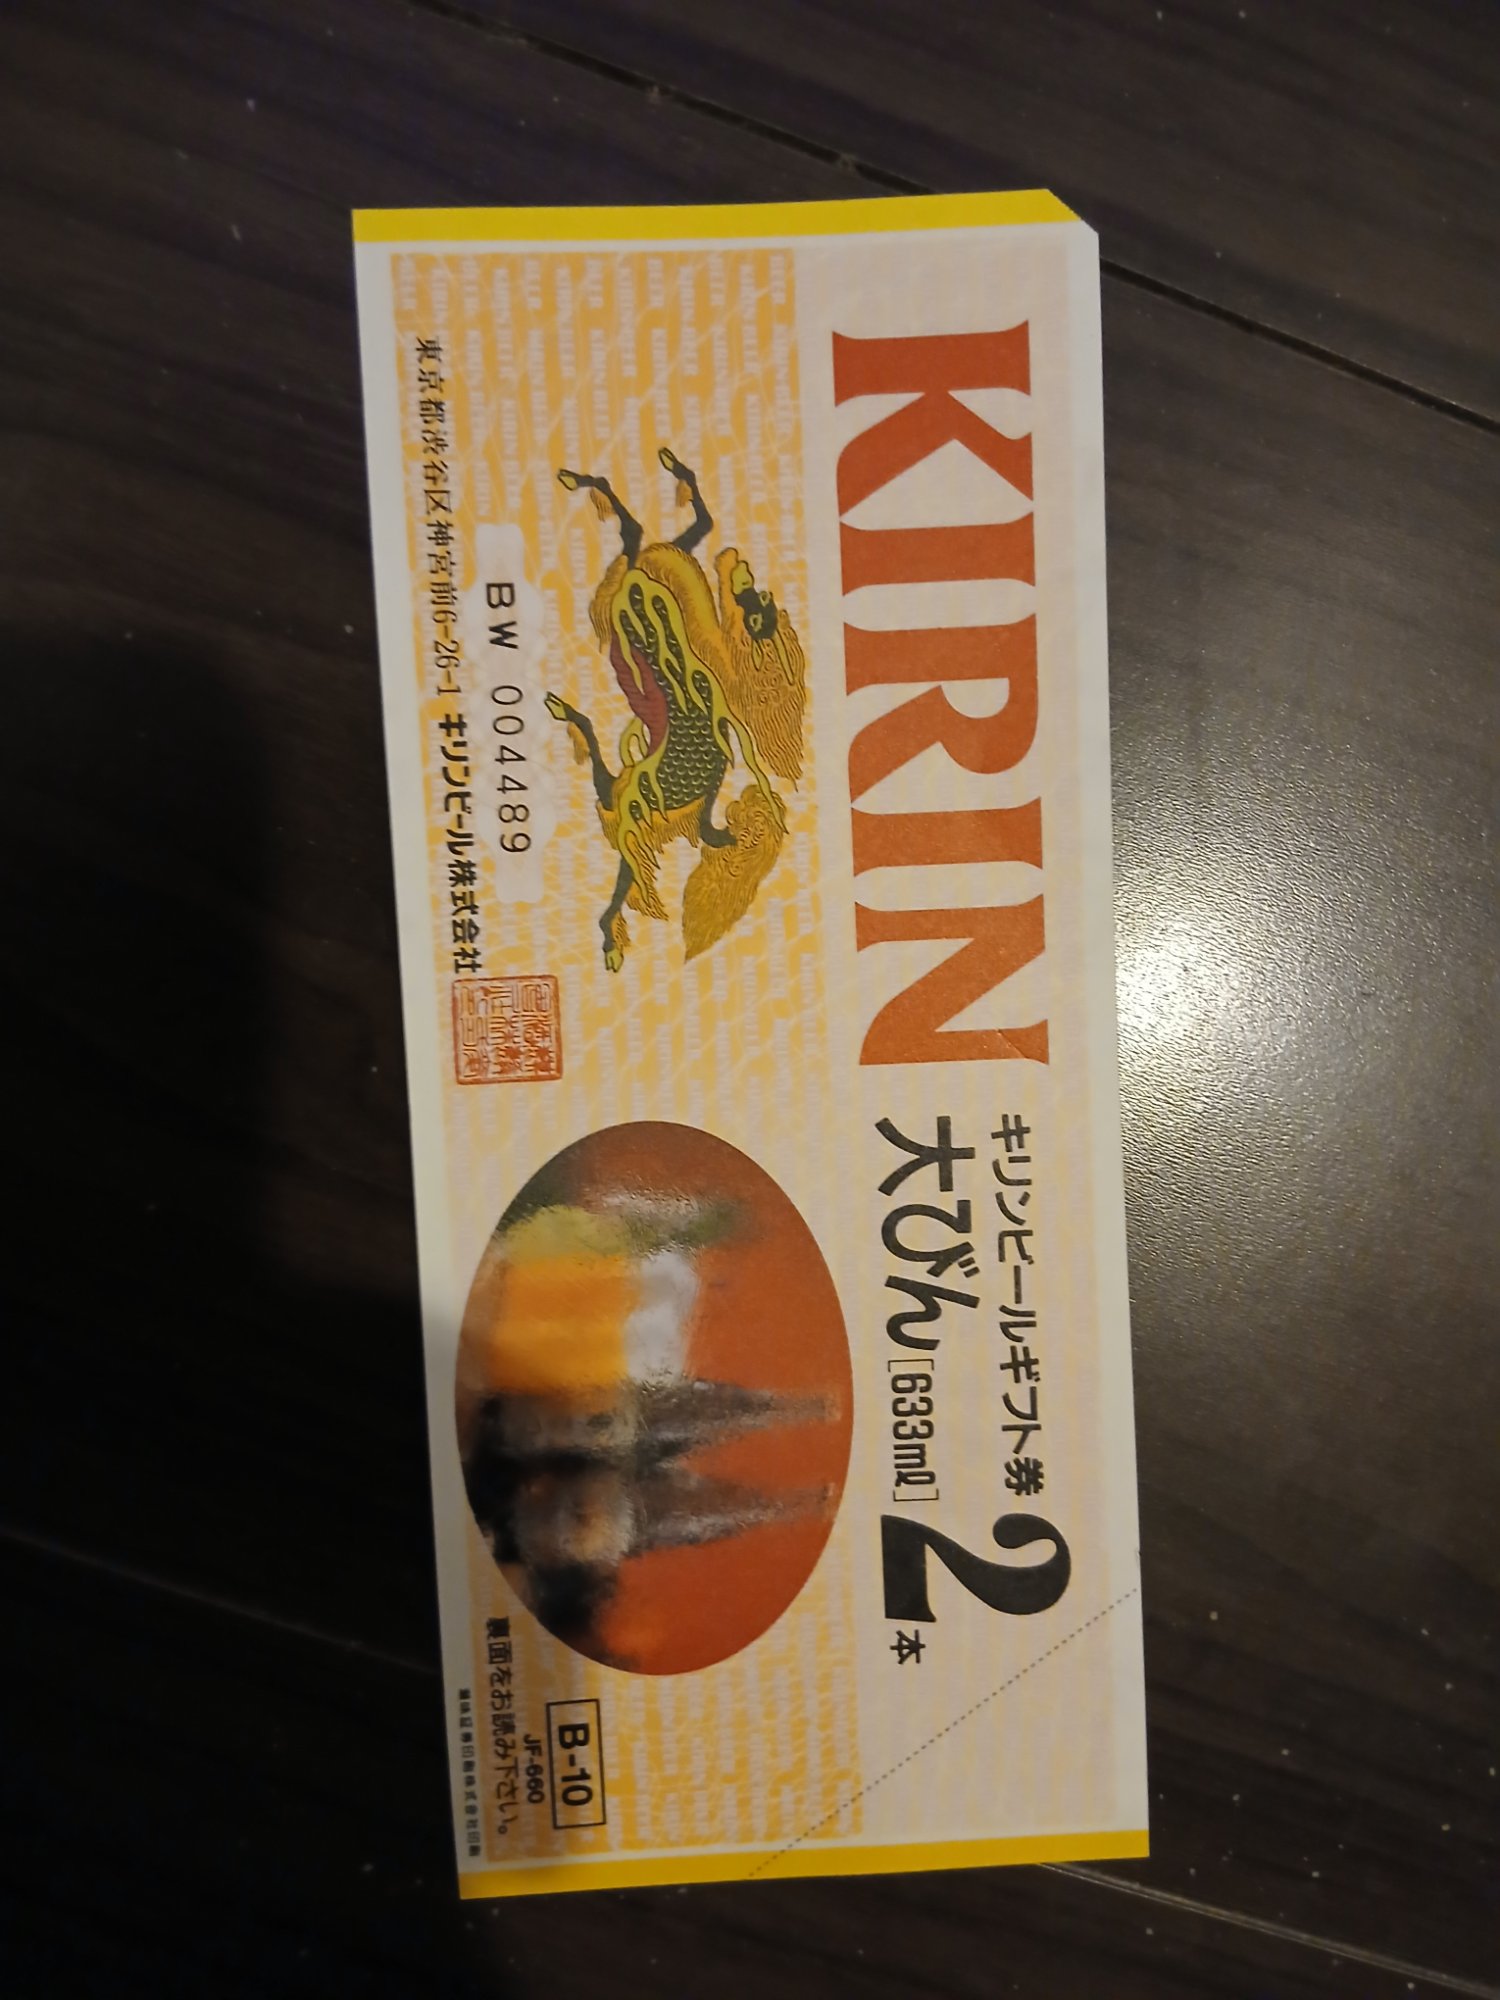 KIRIN
キリンビールギフト券
大びん[633mℓ]2本
BW 004489
東京都渋谷区神宮前6-26-1 キリンビール株式会社
B-10
JF-660
裏面をお読み下さい。